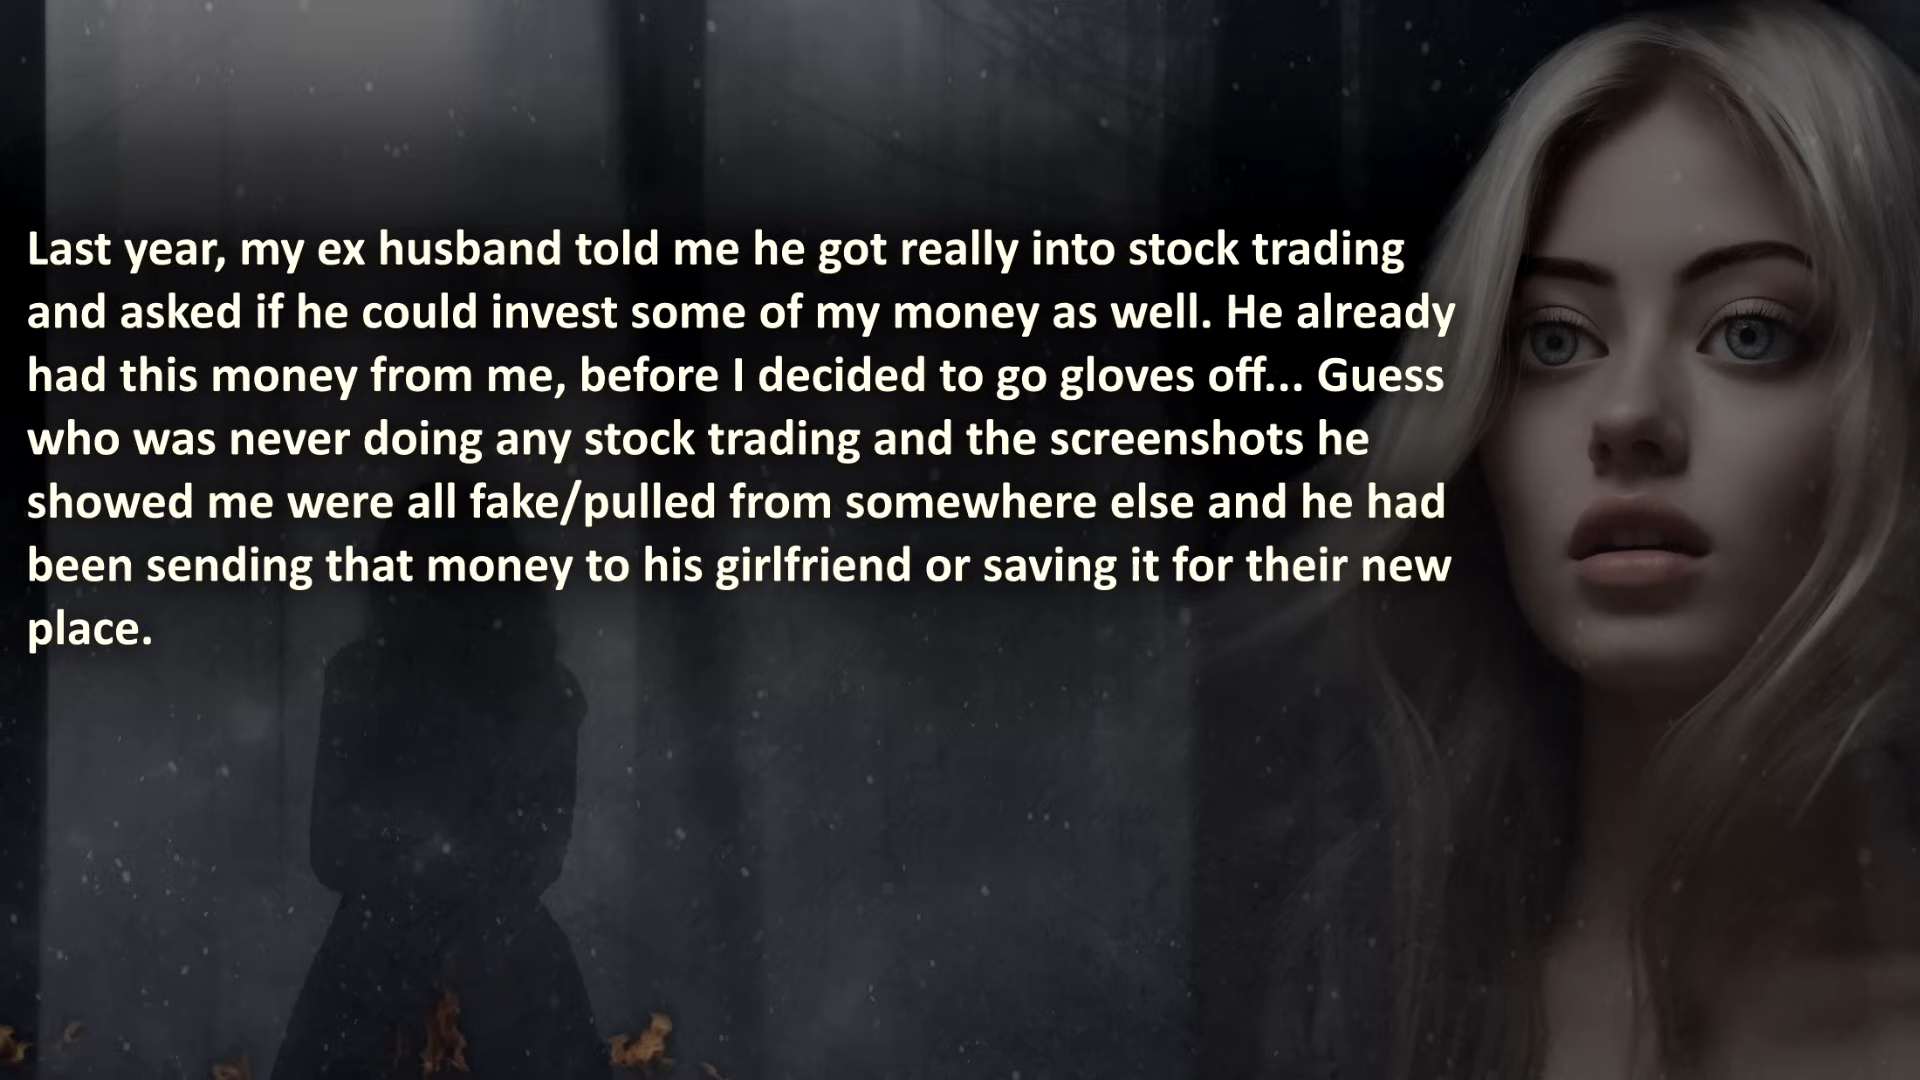 Last year, my ex husband told me he got really into stock trading
and asked if he could invest some of my money as well. He already
had this money from me, before I decided to go gloves off... Guess
who was never doing any stock trading and the screenshots he
showed me were all fake/pulled from somewhere else and he had
been sending that money to his girlfriend or saving it for their new
place.